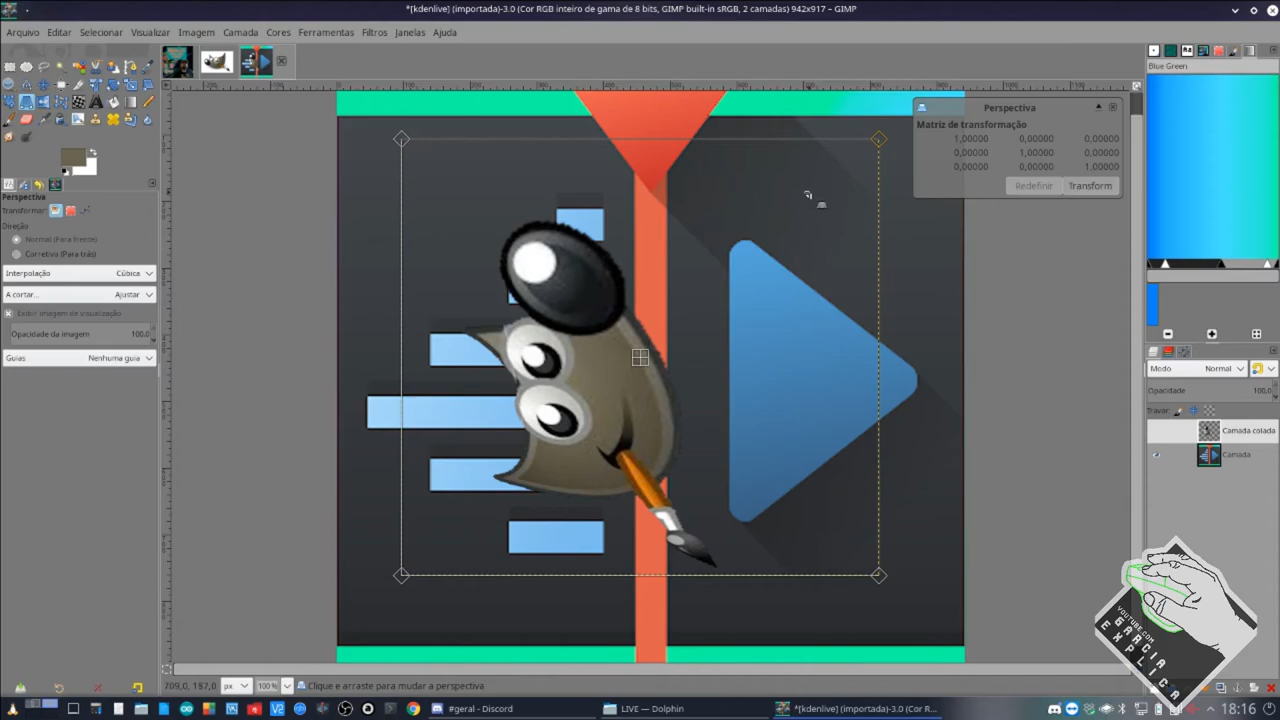 *[kdenlive] (importada)-3.0 (Cor RGB inteiro de gama de 8 bits, GIMP built-in sRGB, 2 camadas) 942x917 – GIMP
Arquivo Editar Selecionar Visualizar Imagem Camada Cores Ferramentas Filtros Janelas Ajuda
Blue Green
Perspectiva
Matriz de transformação
1,00000 0,00000 0,00000
0,00000 1,00000 0,00000
0,00000 0,00000 1,00000
Redefinir Transform
Perspectiva
Transformar:
Direção
Normal (Para frente)
Corretivo (Para trás)
Interpolação Cúbica
A cortar... Ajustar
Exibir imagem de visualização
Opacidade da imagem 100,0
Guias Nenhuma guia
Modo Normal
Opacidade 100,0
Travar:
Camada colada
Camada
YOUTUBE.COM
EGARCIA
EXPLICA
709,0, 157,0 px 100 % Clique e arraste para mudar a perspectiva
#geral - Discord
LIVE — Dolphin
*[kdenlive] (importada)-3.0 (Cor R...
18:16